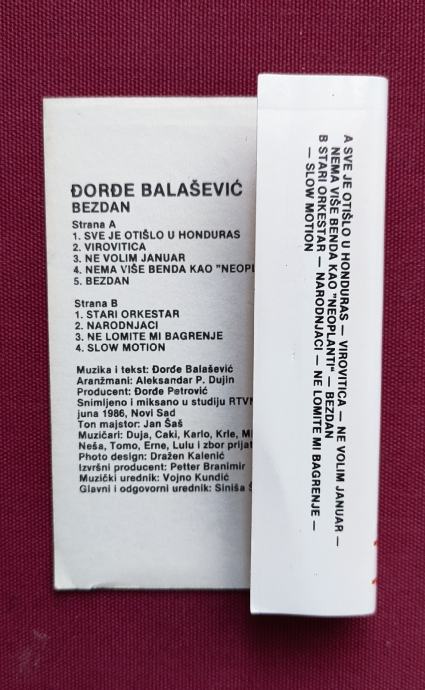 ĐORĐE BALAŠEVIĆ
BEZDAN
Strana A
1. SVE JE OTIŠLO U HONDURAS
2. VIROVITICA
3. NE VOLIM JANUAR
4. NEMA VIŠE BENDA KAO
5. BEZDAN
Strana B
1. STARI ORKESTAR
2. NARODNJACI
3. NE LOMITE MI BAGRENJE
4. SLOW MOTION
Muzika i tekst: Đorđe Balašević
Aranžmani: Aleksandar P. Dujin
Producent: Đorđe Petrović
Snimljeno i miksano u studiju RTV
juna 1986, Novi Sad
Ton majstor: Jan Šaš
Muzičari: Duja, Caki, Karlo, Krle,
Neša, Tomo, Erne, Lulu i zbor
Photo design: Dražen Kalenić
Izvršni producent: Petter Branimir
Muzički urednik: Vojno Kundić
Glavni i odgovorni urednik: Siniša
A SVE JE OTIŠLO U HONDURAS — VIROVITICA — NE VOLIM JANUAR —
NEMA VIŠE BENDA KAO "NEOPLANTI" — BEZDAN
B STARI ORKESTAR — NARODNJACI — NE LOMITE MI BAGRENJE —
— SLOW MOTION